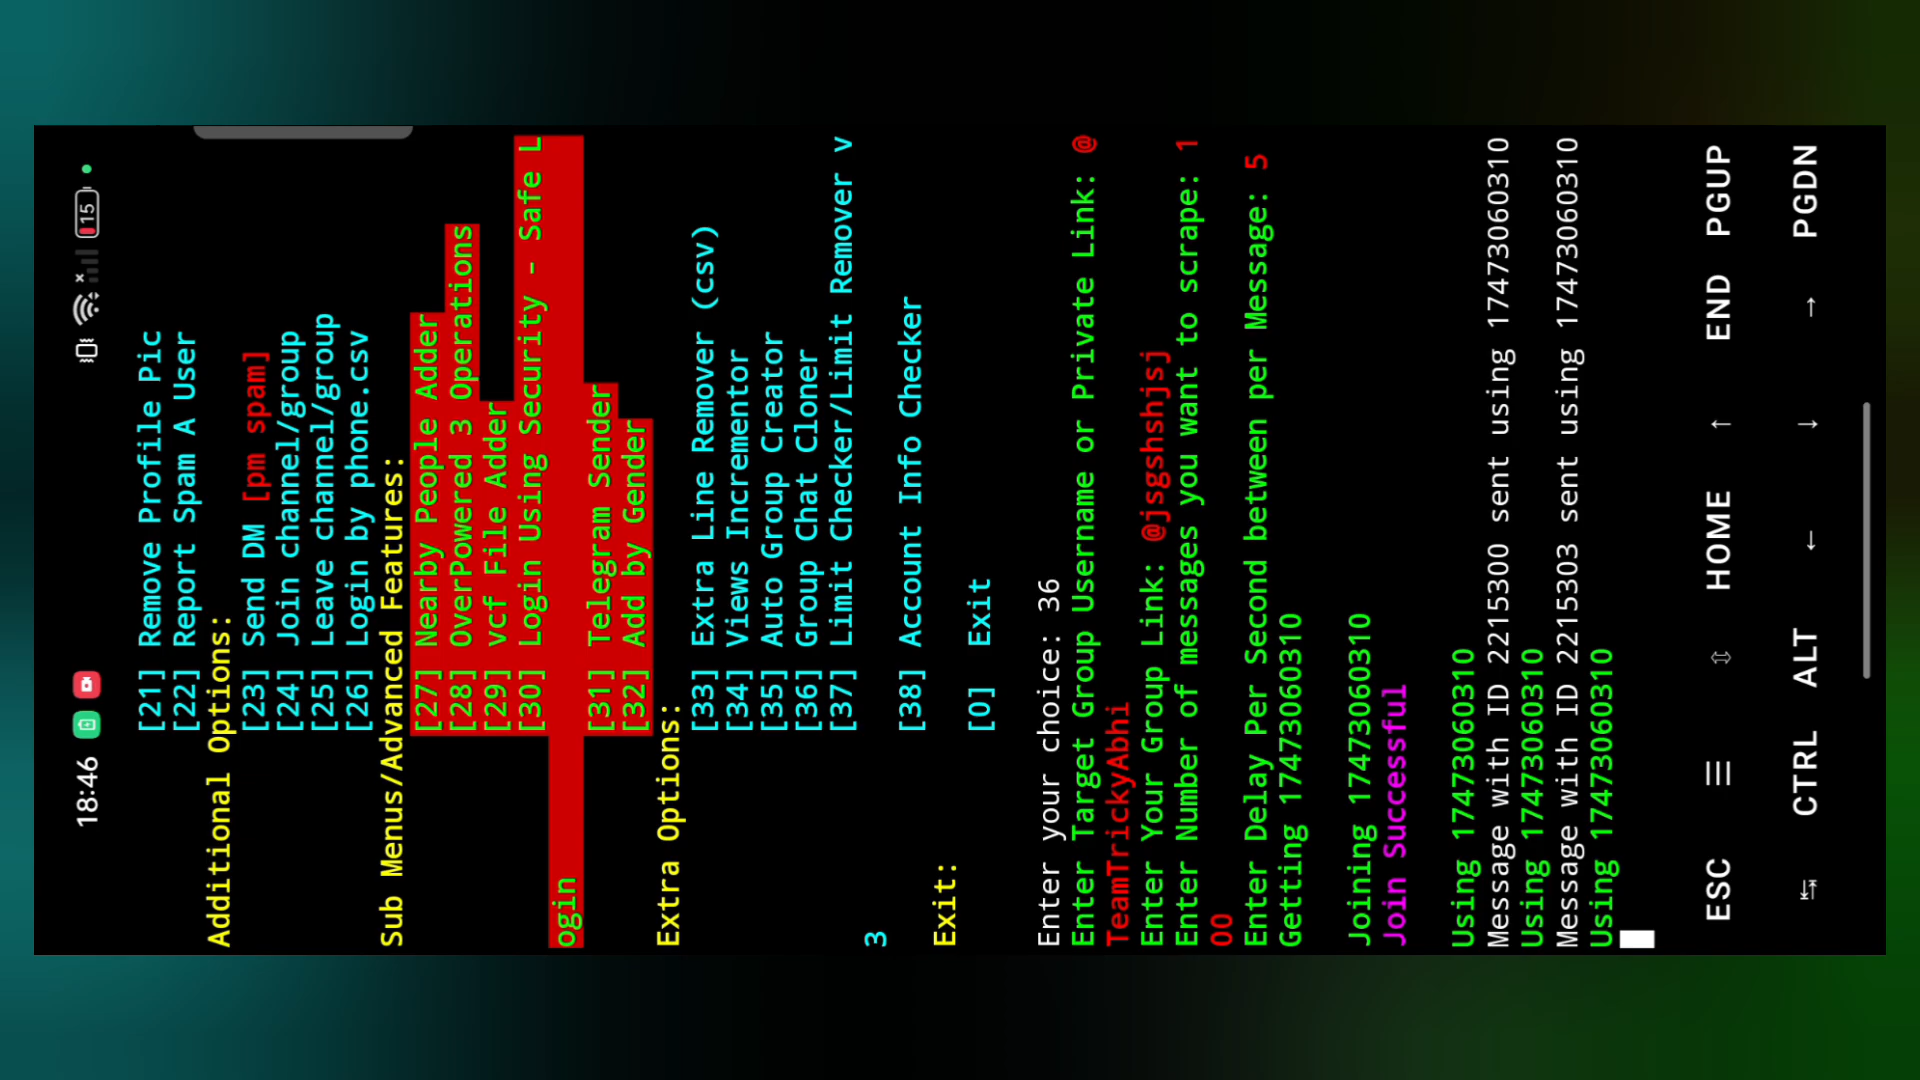 18:46
15
[21] Remove Profile Pic
[22] Report Spam A User
Additional Options:
[23] Send DM [pm spam]
[24] Join channel/group
[25] Leave channel/group
[26] Login by phone.csv
Sub Menus/Advanced Features:
[27] Nearby People Adder
[28] OverPowered 3 Operations
[29] vcf File Adder
[30] Login Using Security - Safe L
ogin
[31] Telegram Sender
[32] Add by Gender
Extra Options:
[33] Extra Line Remover (csv)
[34] Views Incrementor
[35] Auto Group Creator
[36] Group Chat Cloner
[37] Limit Checker/Limit Remover v
3
[38] Account Info Checker
Exit:
[0] Exit
Enter your choice: 36
Enter Target Group Username or Private Link: @
TeamTrickyAbhi
Enter Your Group Link: @jsgshshjsj
Enter Number of messages you want to scrape: 1
00
Enter Delay Per Second between per Message: 5
Getting 17473060310
Joining 17473060310
Join Successful
Using 17473060310
Message with ID 2215300 sent using 17473060310
Using 17473060310
Message with ID 2215303 sent using 17473060310
Using 17473060310
ESC ☰ ⇳ HOME ↑ END PGUP
↹ CTRL ALT ← ↓ → PGDN